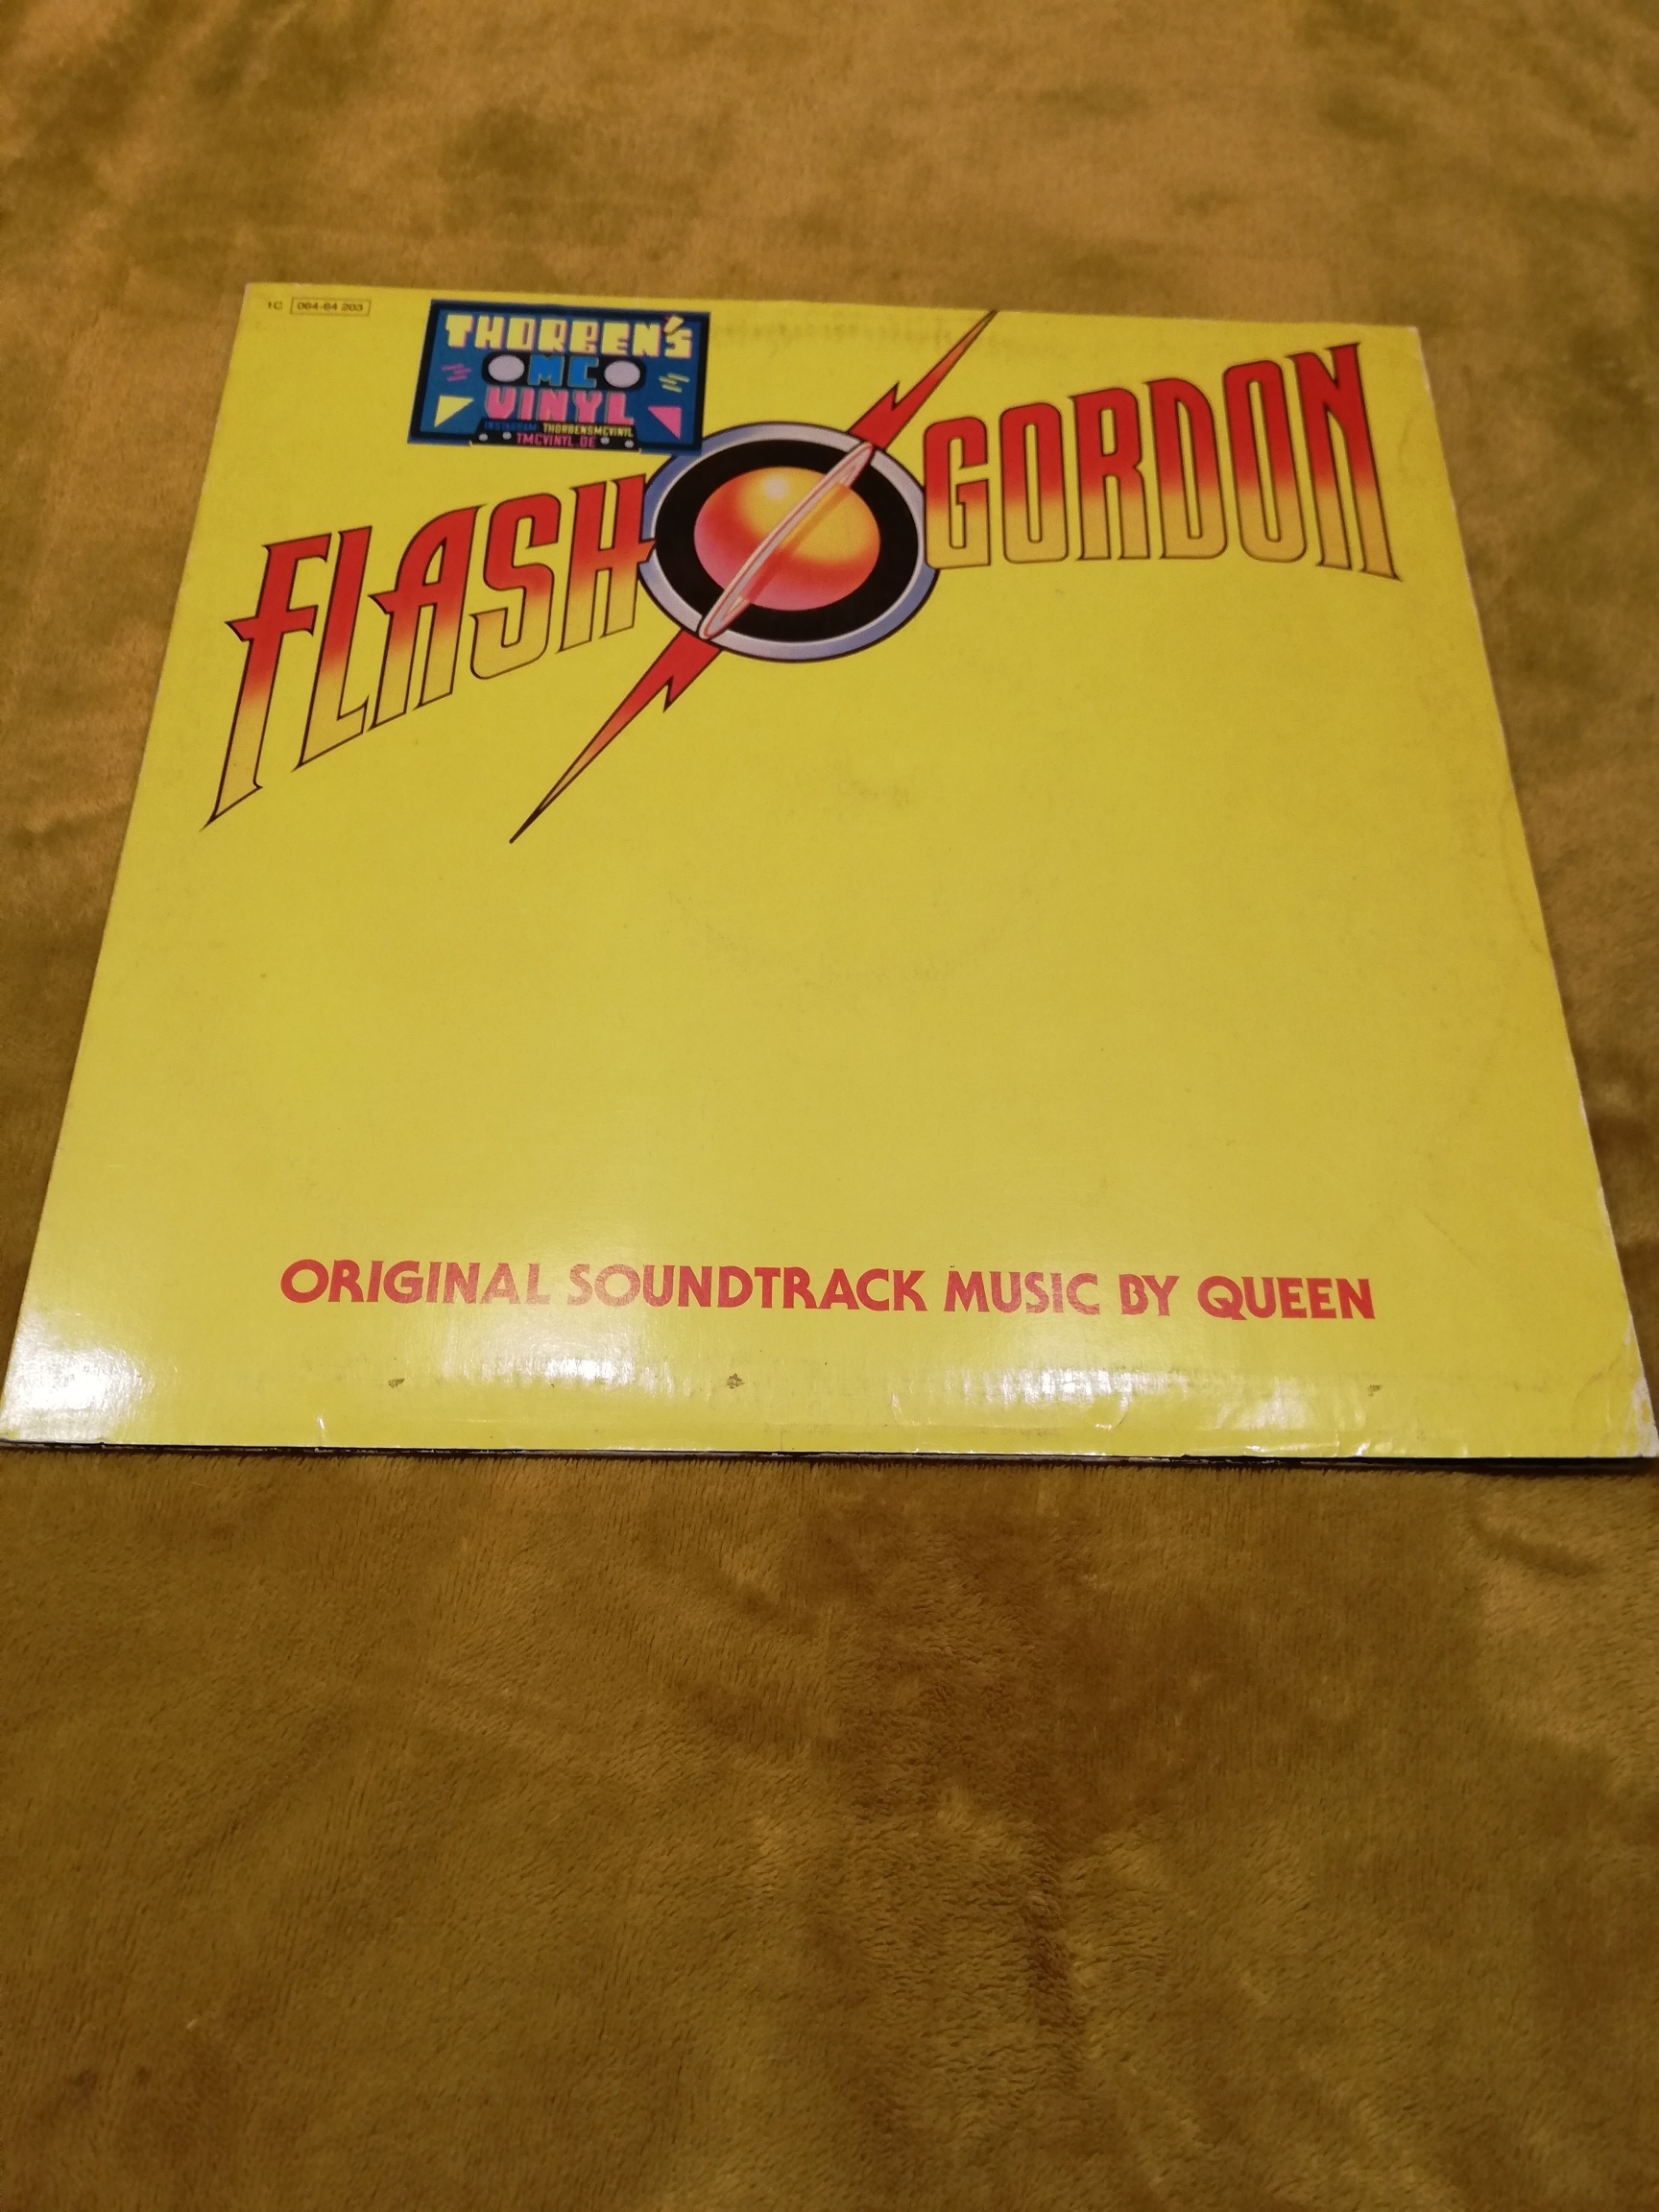 1C 064-64 203
THORBEN'S
MC
VINYL
INSTAGRAM: THORBENSMCVINYL
TMCVINYL.DE
FLASH GORDON
ORIGINAL SOUNDTRACK MUSIC BY QUEEN